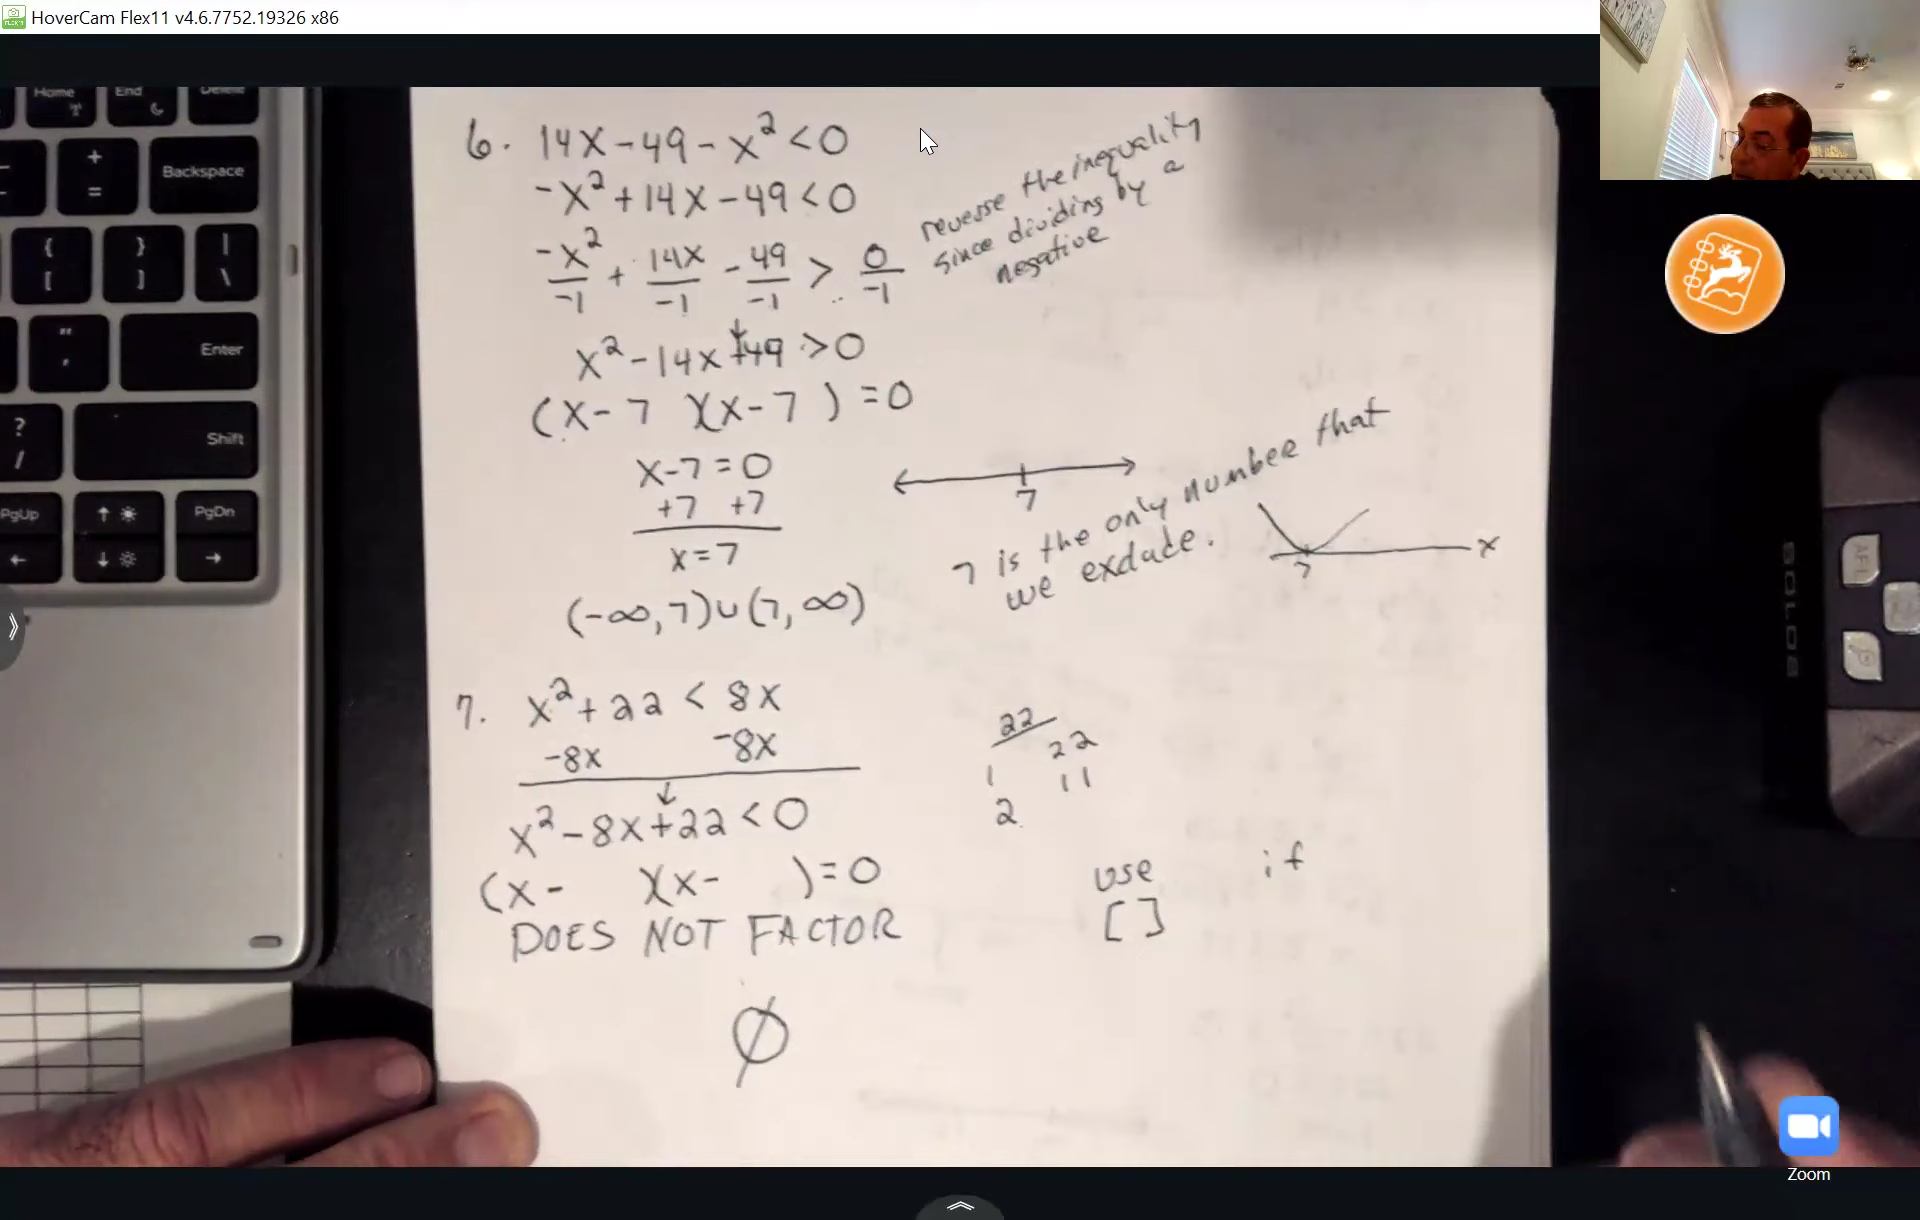 HoverCam Flex11 v4.6.7752.19326 x86
Home
End
Delete
+
=
Backspace
{
[
}
]
|
\
"
'
Enter
?
/
Shift
PgUp
PgDn
6. 14x-49-x²<0
-x²+14x-49<0
-x²/-1 + 14x/-1 - 49/-1 > 0/-1
reverse the inequality
since dividing by a
negative
x²-14x+49>0
(x-7)(x-7)=0
x-7=0
+7 +7
x=7
(-∞,7)∪(7,∞)
7
7 is the only number that
we exclude.
x
7
7. x²+22<8x
-8x -8x
x²-8x+22<0
(x- )(x- )=0
DOES NOT FACTOR
∅
22
1 22
2 11
use if
[ ]
AF
Zoom